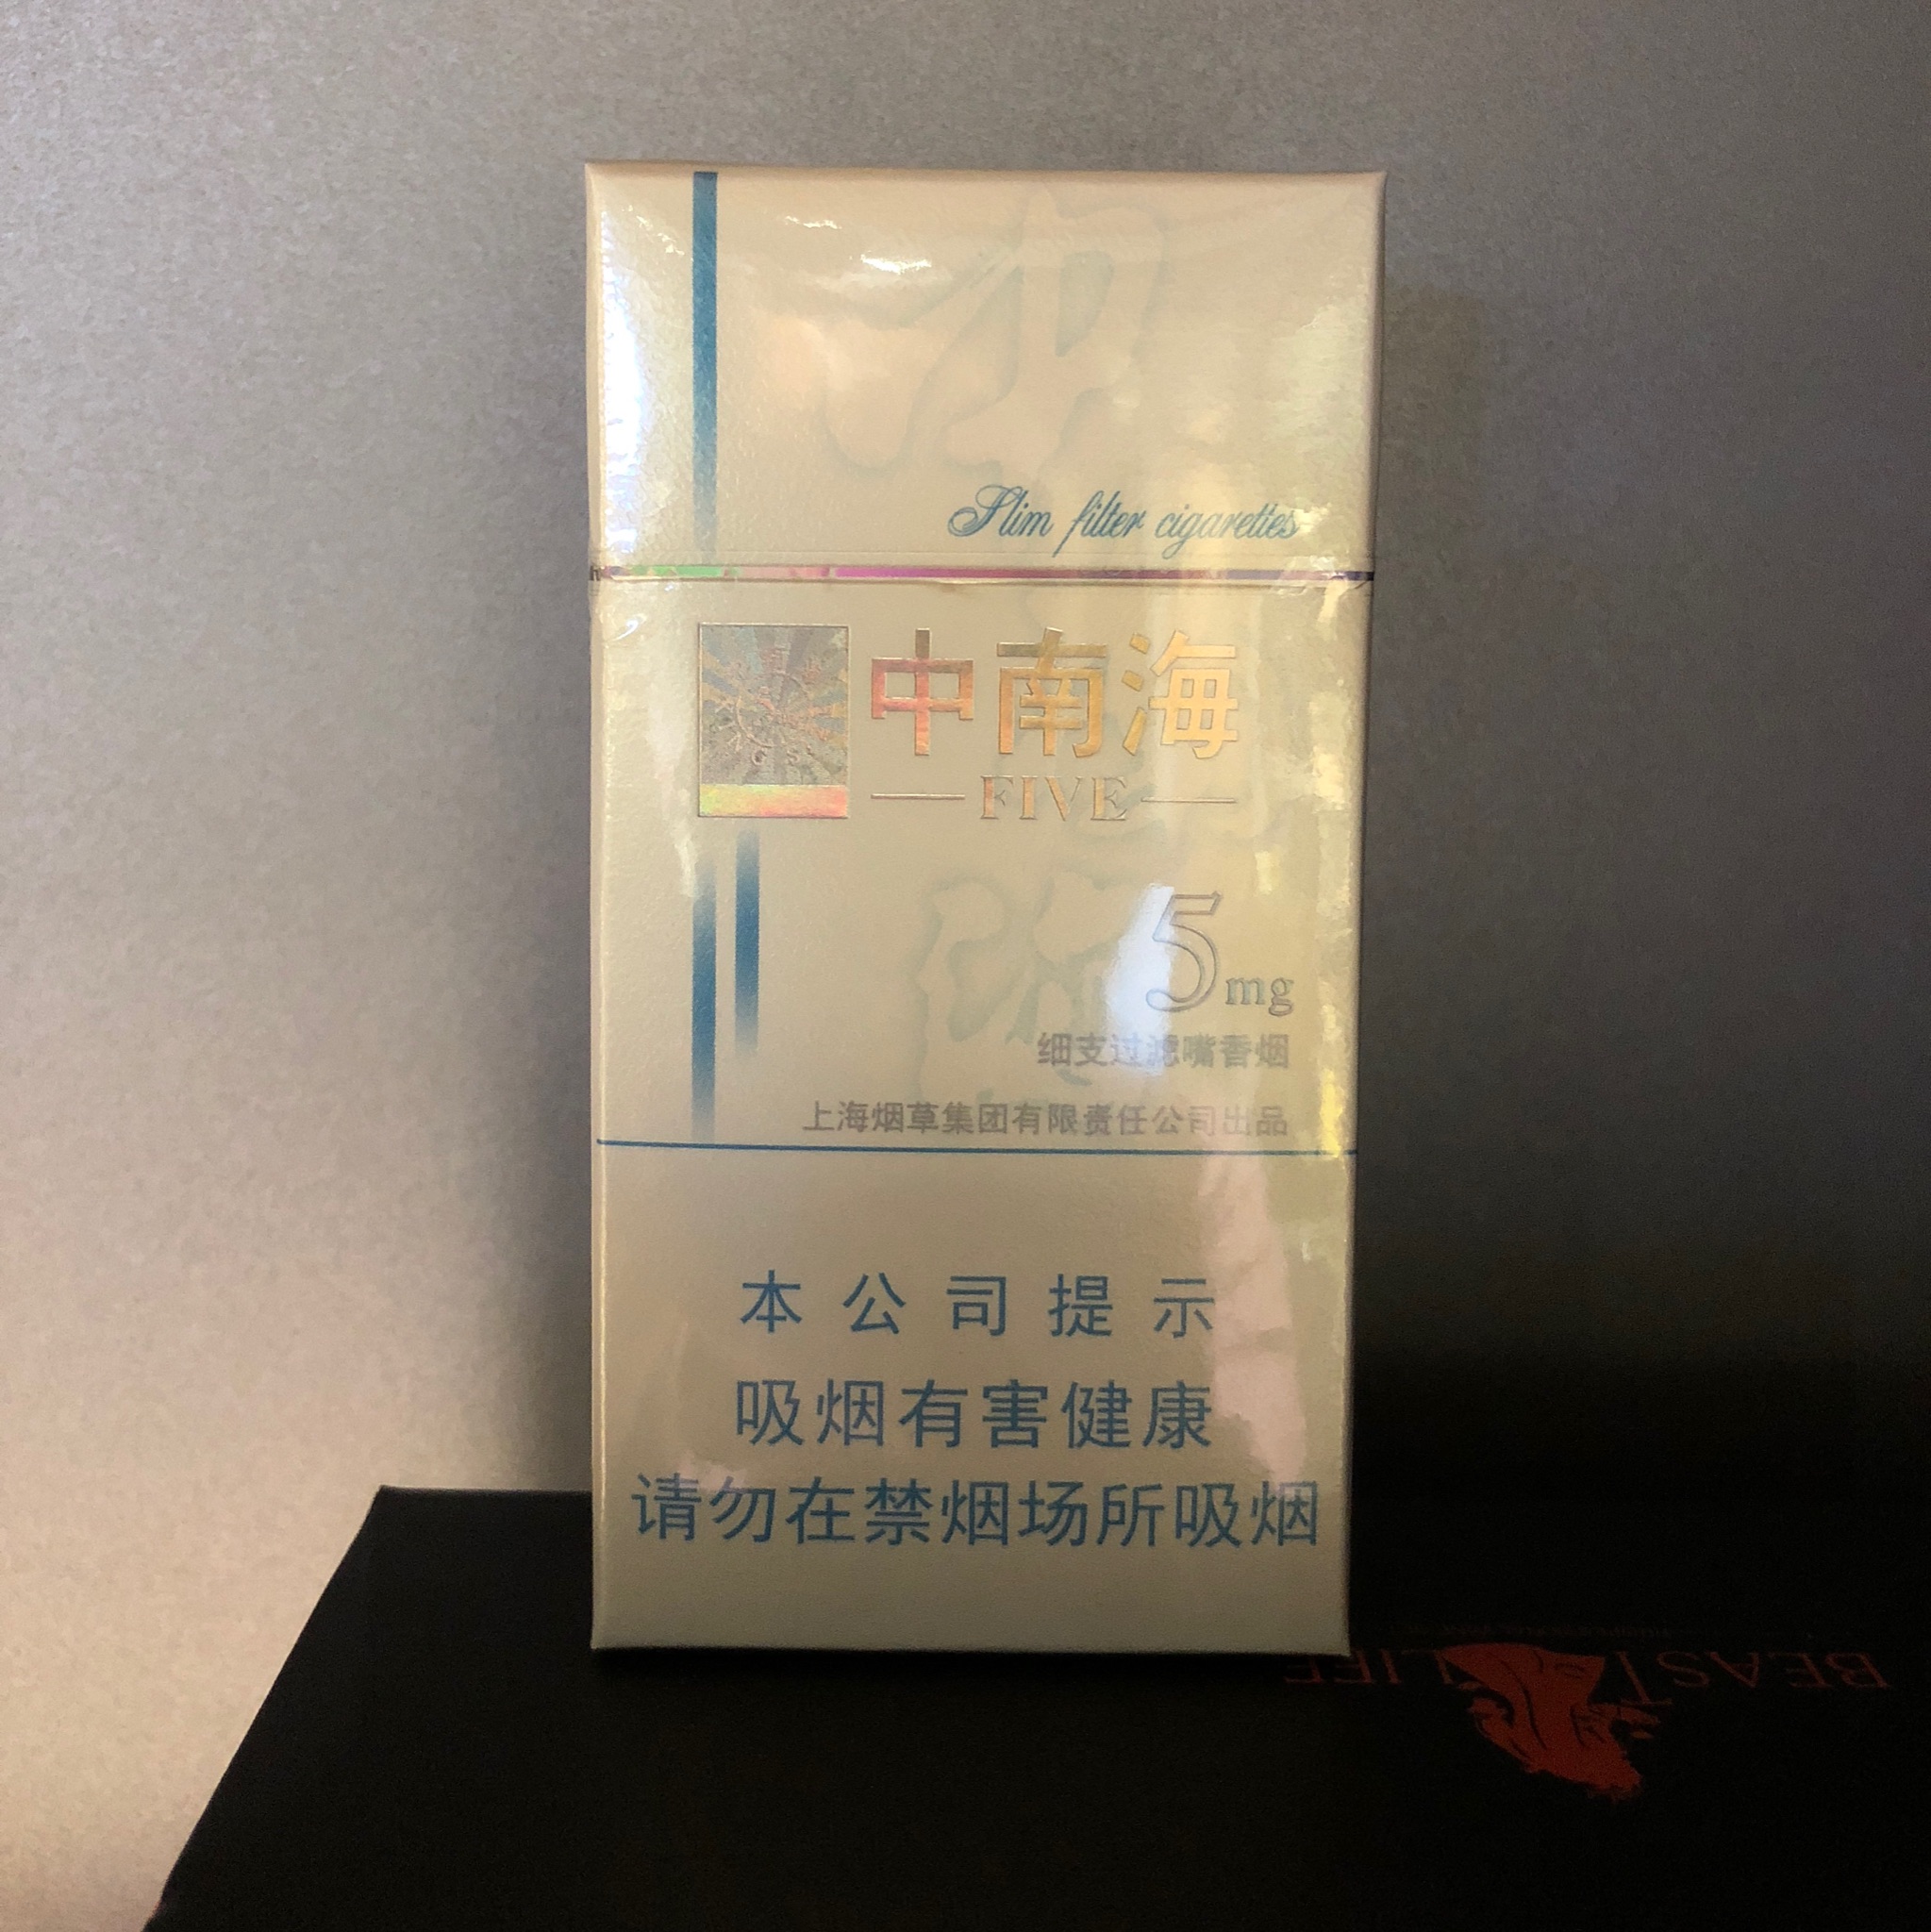 Slim filter cigarettes
中南海
FIVE
5mg
细支过滤嘴香烟
上海烟草集团有限责任公司出品
本公司提示
吸烟有害健康
请勿在禁烟场所吸烟
BEAST LIFE